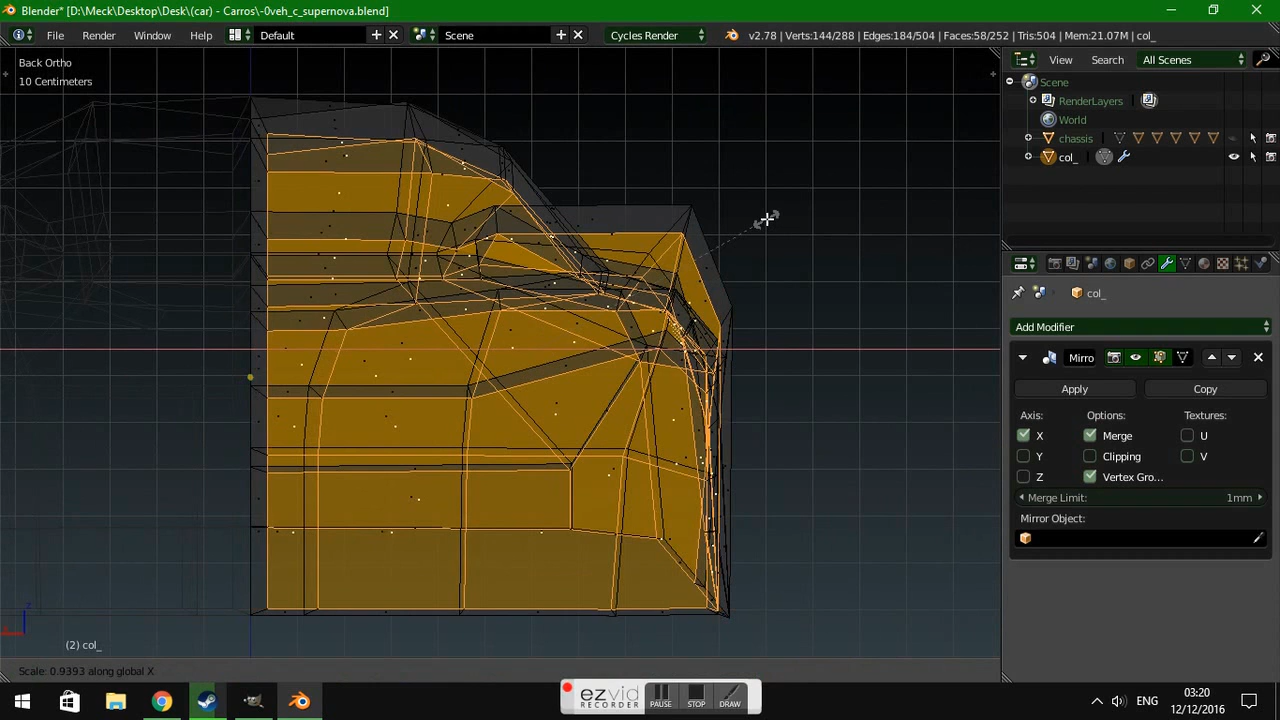 Blender* [D:\Meck\Desktop\Desk\(car) - Carros\-0veh_c_supernova.blend]
File Render Window Help Default Scene Cycles Render v2.78 | Verts:144/288 | Edges:184/504 | Faces:58/252 | Tris:504 | Mem:21.07M | col_
Back Ortho
10 Centimeters
View Search All Scenes
Scene
RenderLayers
World
chassis
col_
col_
Add Modifier
Mirro
Apply Copy
Axis: Options: Textures:
X Merge U
Y Clipping V
Z Vertex Gro...
Merge Limit: 1mm
Mirror Object:
(2) col_
Scale: 0.9393 along global X
ezvid
RECORDER
PAUSE STOP DRAW
ENG
03:20
12/12/2016